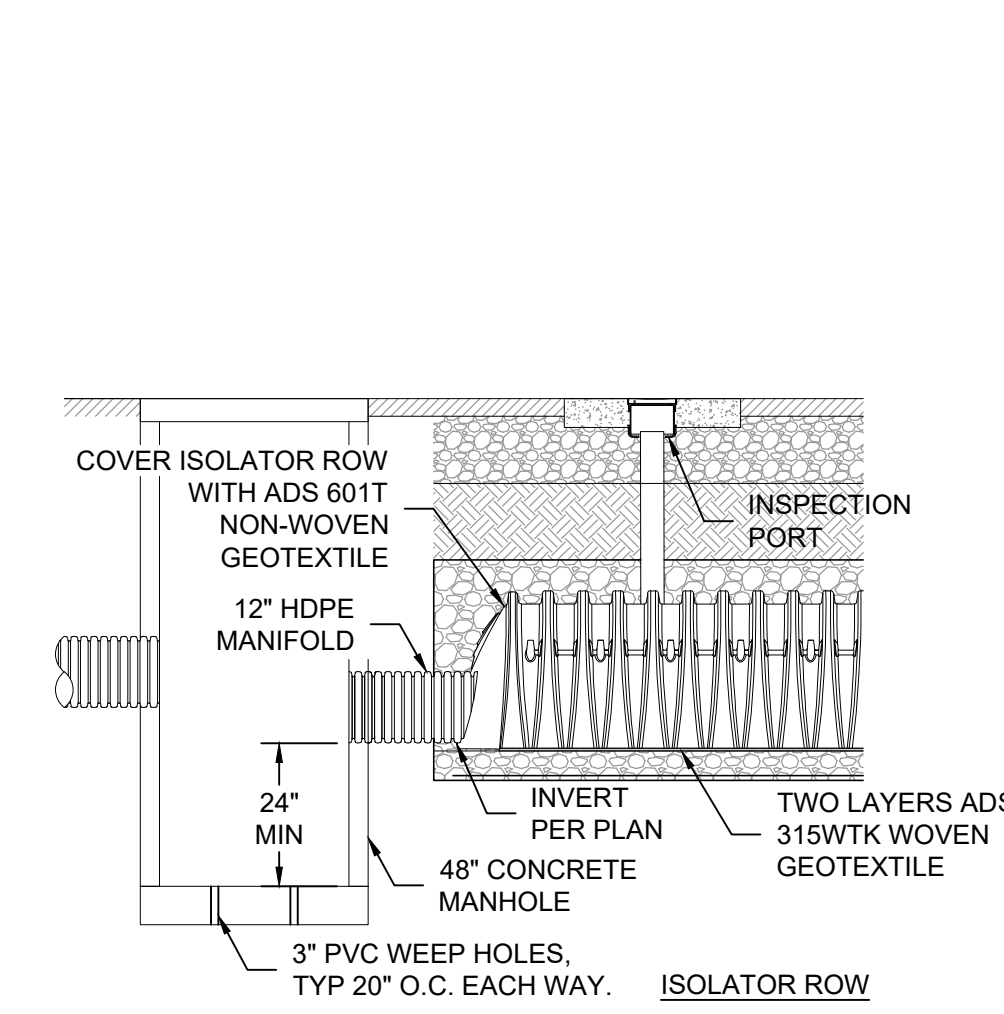 COVER ISOLATOR ROW
WITH ADS 601T
NON-WOVEN
GEOTEXTILE
INSPECTION
PORT
12" HDPE
MANIFOLD
24"
MIN
INVERT
PER PLAN
TWO LAYERS ADS
315WTK WOVEN
GEOTEXTILE
48" CONCRETE
MANHOLE
3" PVC WEEP HOLES,
TYP 20" O.C. EACH WAY.
ISOLATOR ROW